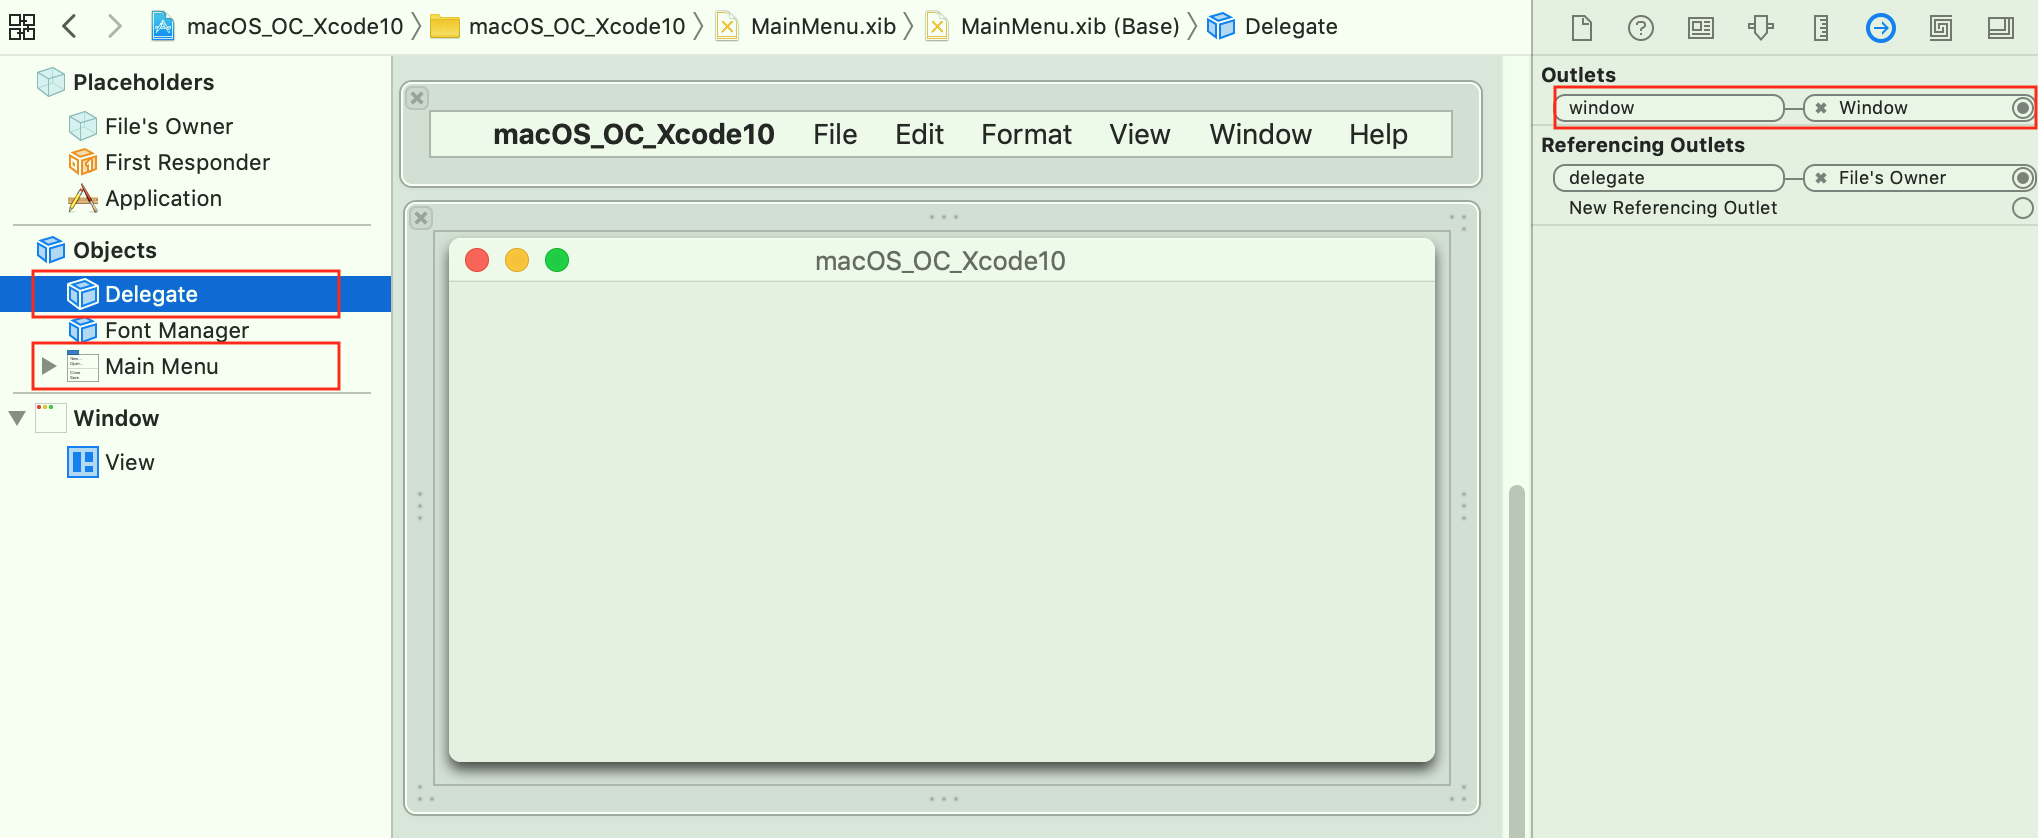 macOS_OC_Xcode10 macOS_OC_Xcode10 MainMenu.xib MainMenu.xib (Base) Delegate
Placeholders
File's Owner
First Responder
Application
Objects
Delegate
Font Manager
Main Menu
Window
View
macOS_OC_Xcode10 File Edit Format View Window Help
macOS_OC_Xcode10
Outlets
window Window
Referencing Outlets
delegate File's Owner
New Referencing Outlet